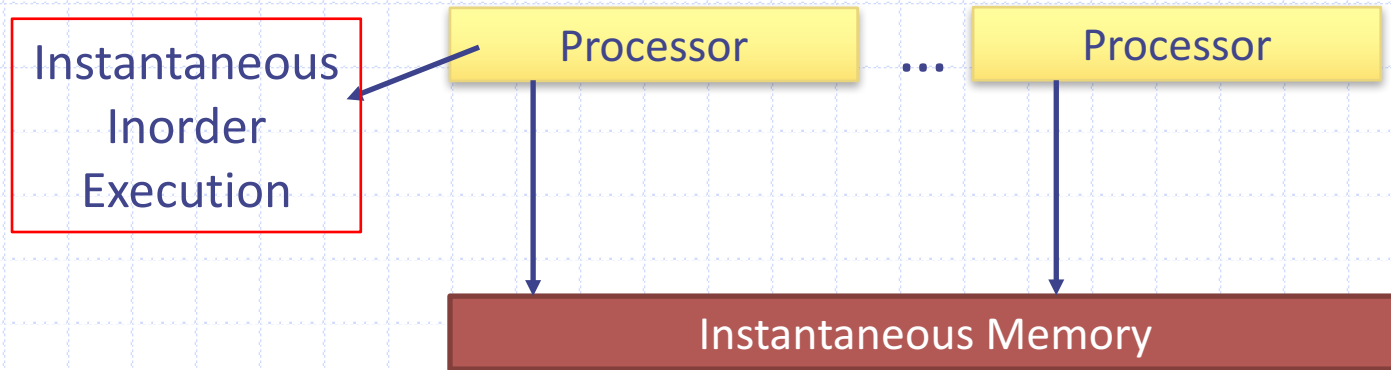 Instantaneous
Inorder
Execution
Processor
...
Processor
Instantaneous Memory